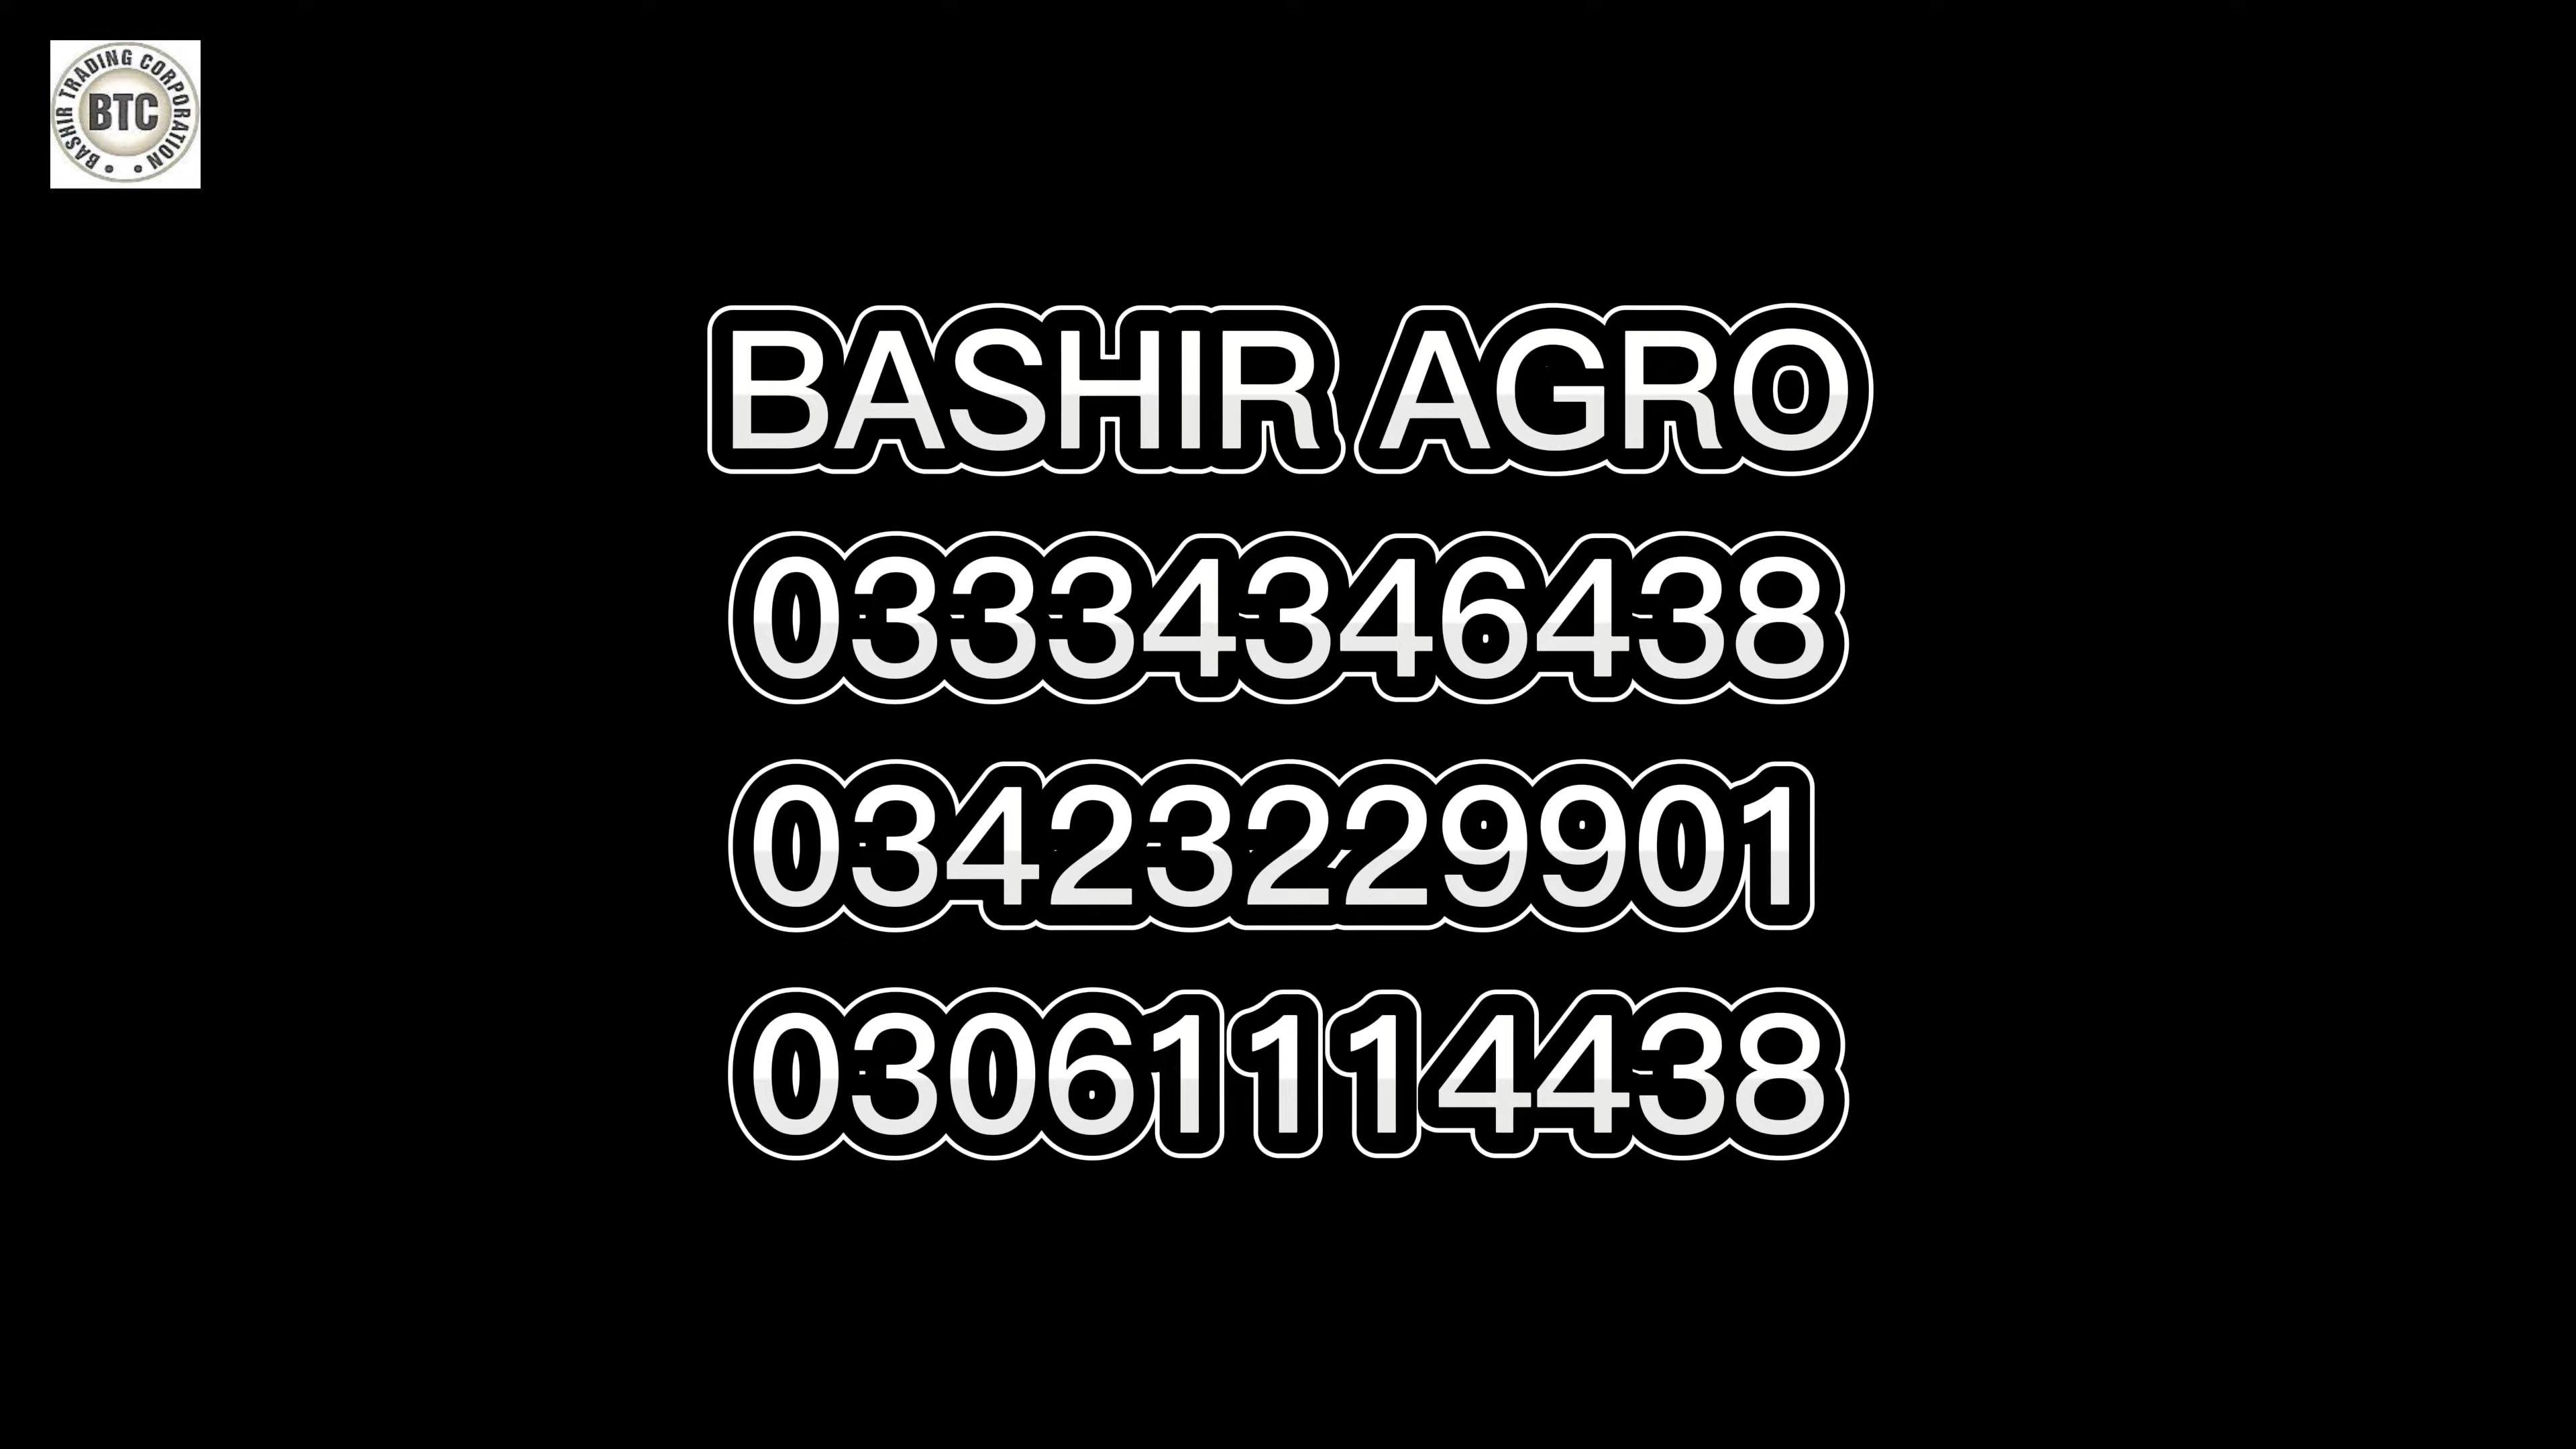 BASHIR TRADING CORPORATION
BTC
BASHIR AGRO
03334346438
03423229901
03061114438